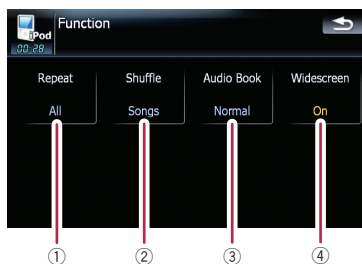 Function
iPod
00:28
Repeat Shuffle Audio Book Widescreen
All Songs Normal On
① ② ③ ④